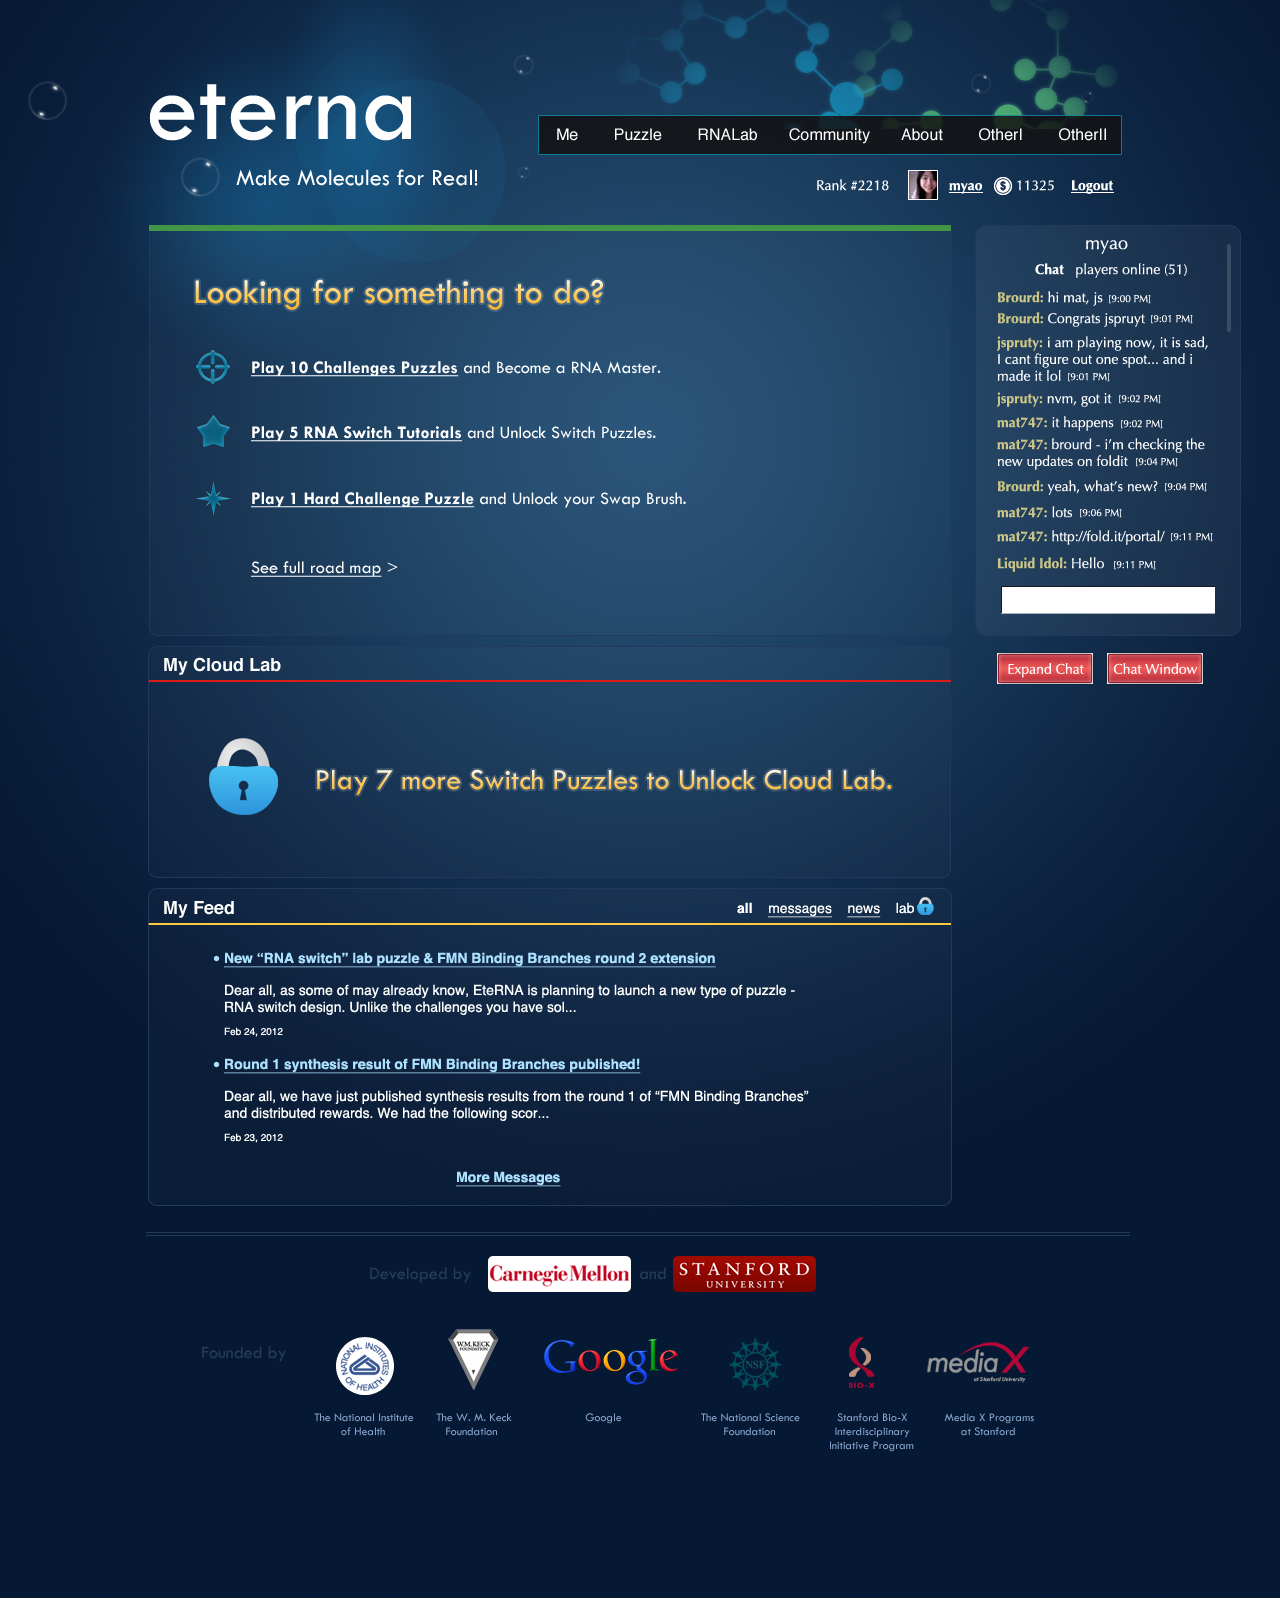 eterna
Make Molecules for Real!
Me Puzzle RNALab Community About OtherI OtherII
Rank #2218 myao $ 11325 Logout
Looking for something to do?
Play 10 Challenges Puzzles and Become a RNA Master.
Play 5 RNA Switch Tutorials and Unlock Switch Puzzles.
Play 1 Hard Challenge Puzzle and Unlock your Swap Brush.
See full road map >
myao
Chat players online (51)
Brourd: hi mat, js [9:00 PM]
Brourd: Congrats jspruyt [9:01 PM]
jspruty: i am playing now, it is sad,
I cant figure out one spot... and i
made it lol [9:01 PM]
jspruty: nvm, got it [9:02 PM]
mat747: it happens [9:02 PM]
mat747: brourd - i'm checking the
new updates on foldit [9:04 PM]
Brourd: yeah, what's new? [9:04 PM]
mat747: lots [9:06 PM]
mat747: http://fold.it/portal/ [9:11 PM]
Liquid Idol: Hello [9:11 PM]
Expand Chat Chat Window
My Cloud Lab
Play 7 more Switch Puzzles to Unlock Cloud Lab.
My Feed all messages news lab
• New “RNA switch” lab puzzle & FMN Binding Branches round 2 extension
Dear all, as some of may already know, EteRNA is planning to launch a new type of puzzle -
RNA switch design. Unlike the challenges you have sol...
Feb 24, 2012
• Round 1 synthesis result of FMN Binding Branches published!
Dear all, we have just published synthesis results from the round 1 of “FMN Binding Branches”
and distributed rewards. We had the following scor...
Feb 23, 2012
More Messages
Developed by Carnegie Mellon and STANFORD
UNIVERSITY
Founded by
NATIONAL INSTITUTES OF HEALTH
W.M. KECK
FOUNDATION
Google
NSF
BIO-X
media X
at Stanford University
The National Institute
of Health
The W. M. Keck
Foundation
Google
The National Science
Foundation
Stanford Bio-X
Interdisciplinary
Initiative Program
Media X Programs
at Stanford